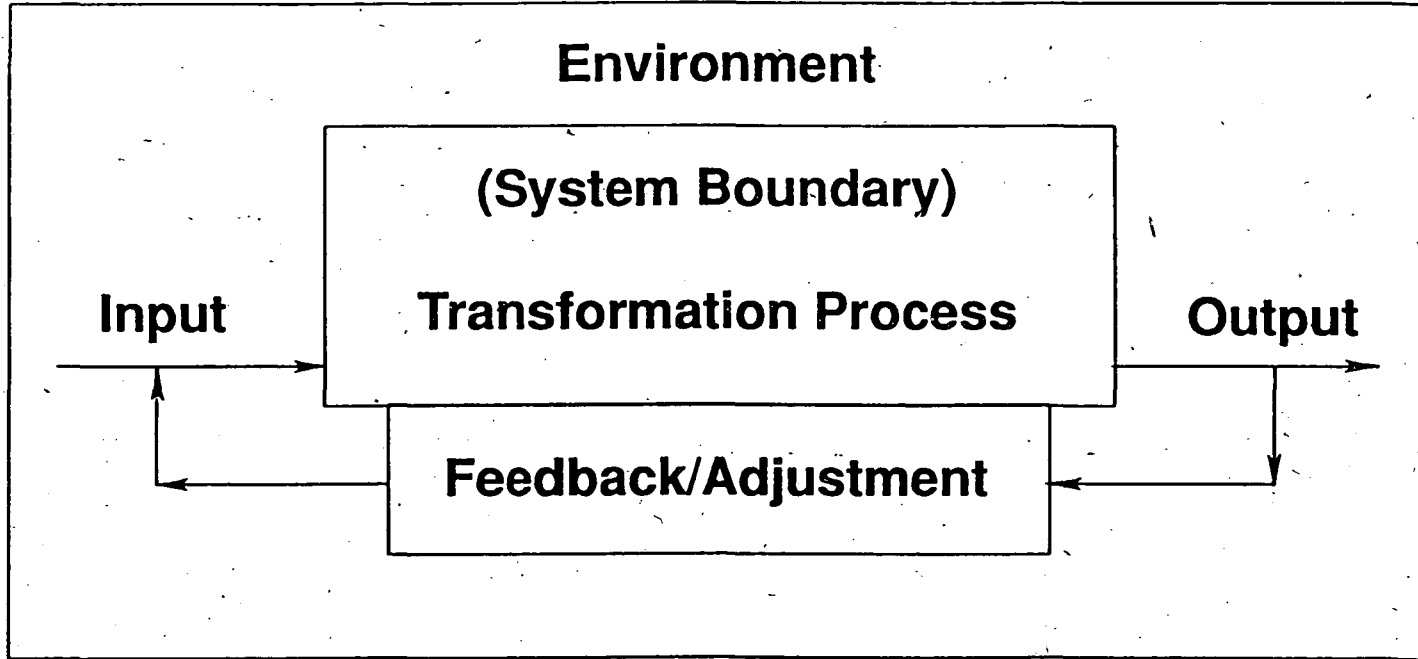 Environment
(System Boundary)
Transformation Process
Input
Output
Feedback/Adjustment